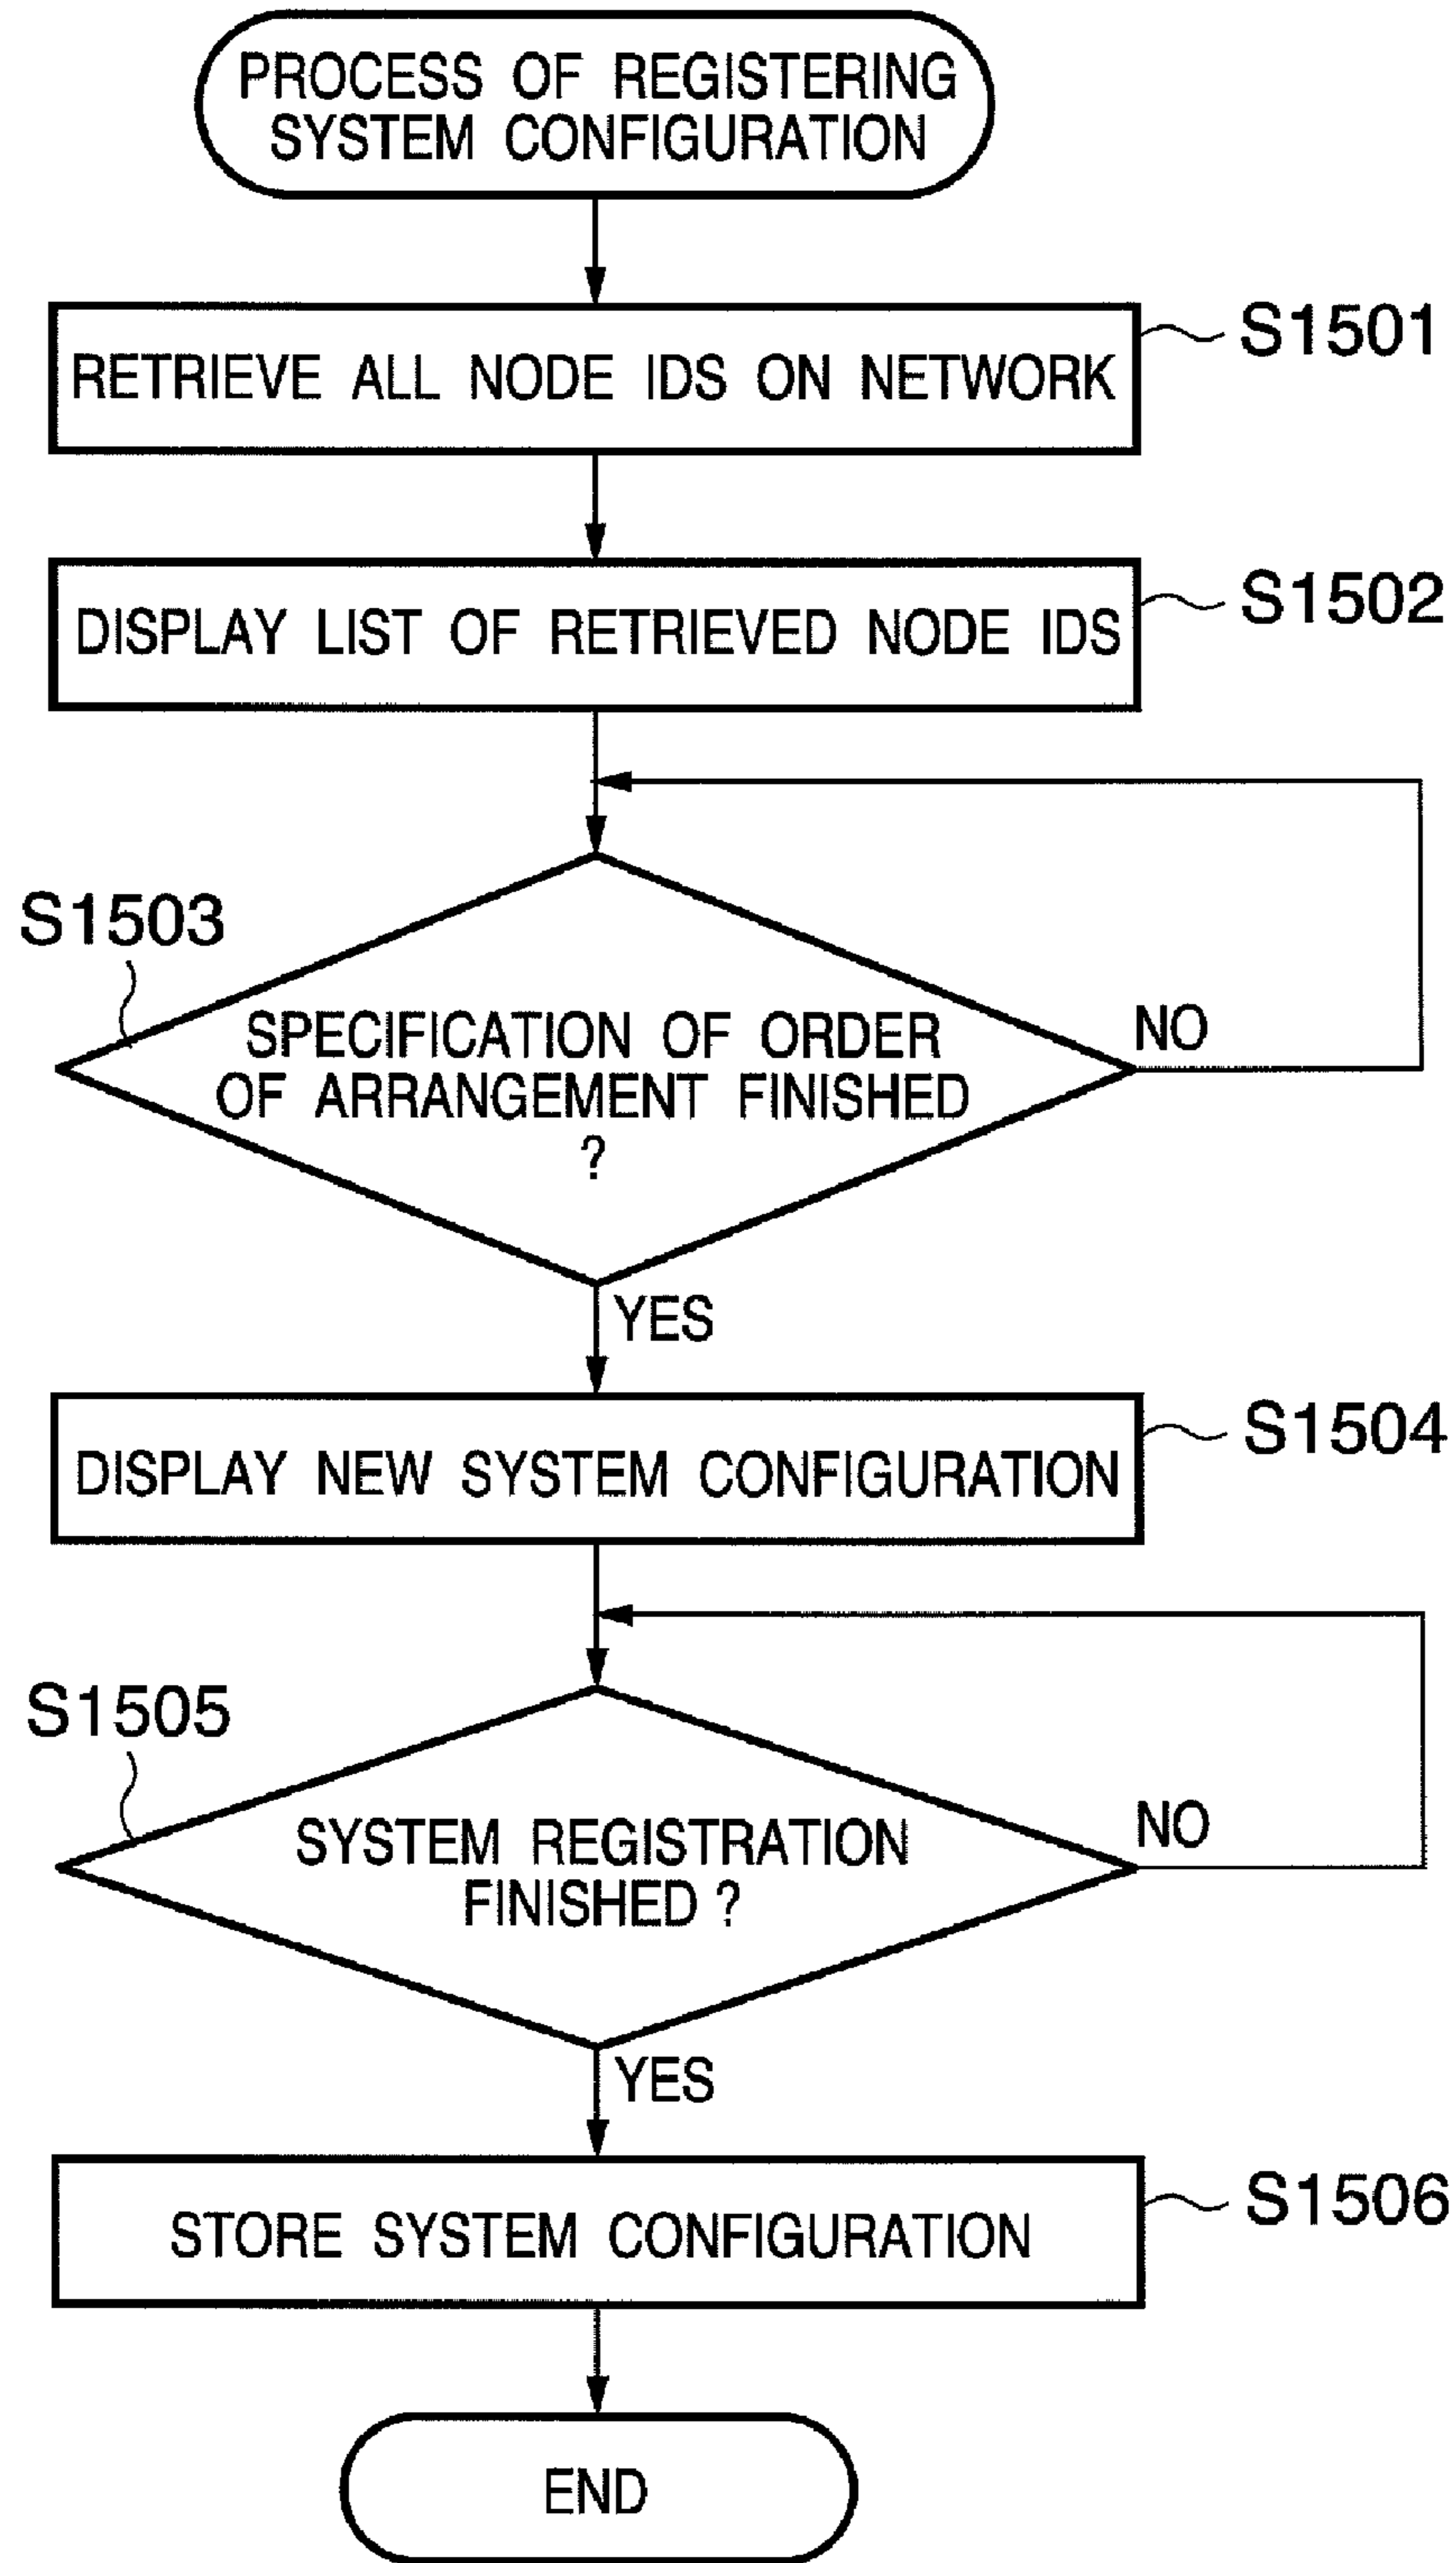 PROCESS OF REGISTERING
SYSTEM CONFIGURATION
RETRIEVE ALL NODE IDS ON NETWORK
S1501
DISPLAY LIST OF RETRIEVED NODE IDS
S1502
S1503
SPECIFICATION OF ORDER
OF ARRANGEMENT FINISHED
?
NO
YES
DISPLAY NEW SYSTEM CONFIGURATION
S1504
S1505
SYSTEM REGISTRATION
FINISHED ?
NO
YES
STORE SYSTEM CONFIGURATION
S1506
END